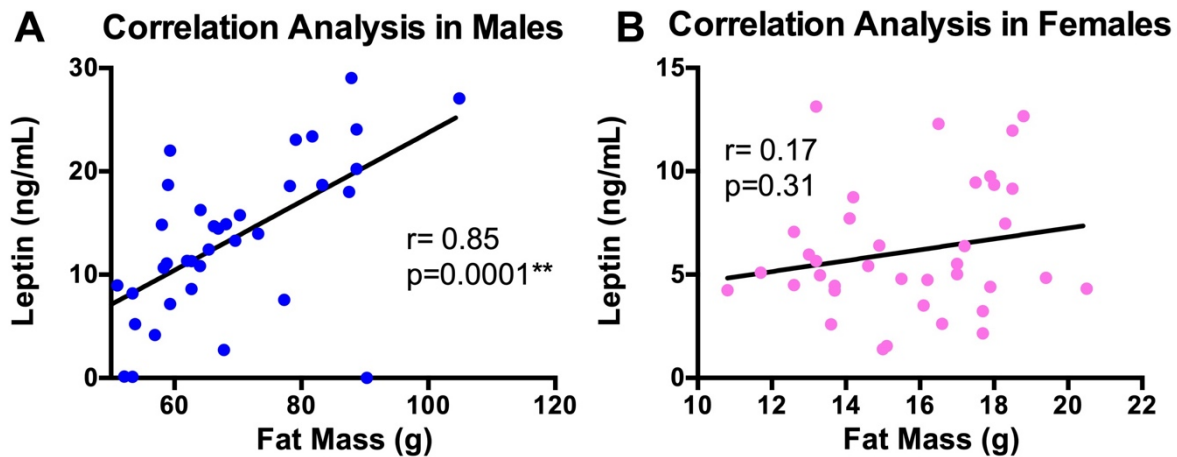 A Correlation Analysis in Males
30
20
10
0
Leptin (ng/mL)
r= 0.85
p=0.0001**
60 80 100 120
Fat Mass (g)
B Correlation Analysis in Females
15
10
5
0
Leptin (ng/mL)
r= 0.17
p=0.31
10 12 14 16 18 20 22
Fat Mass (g)